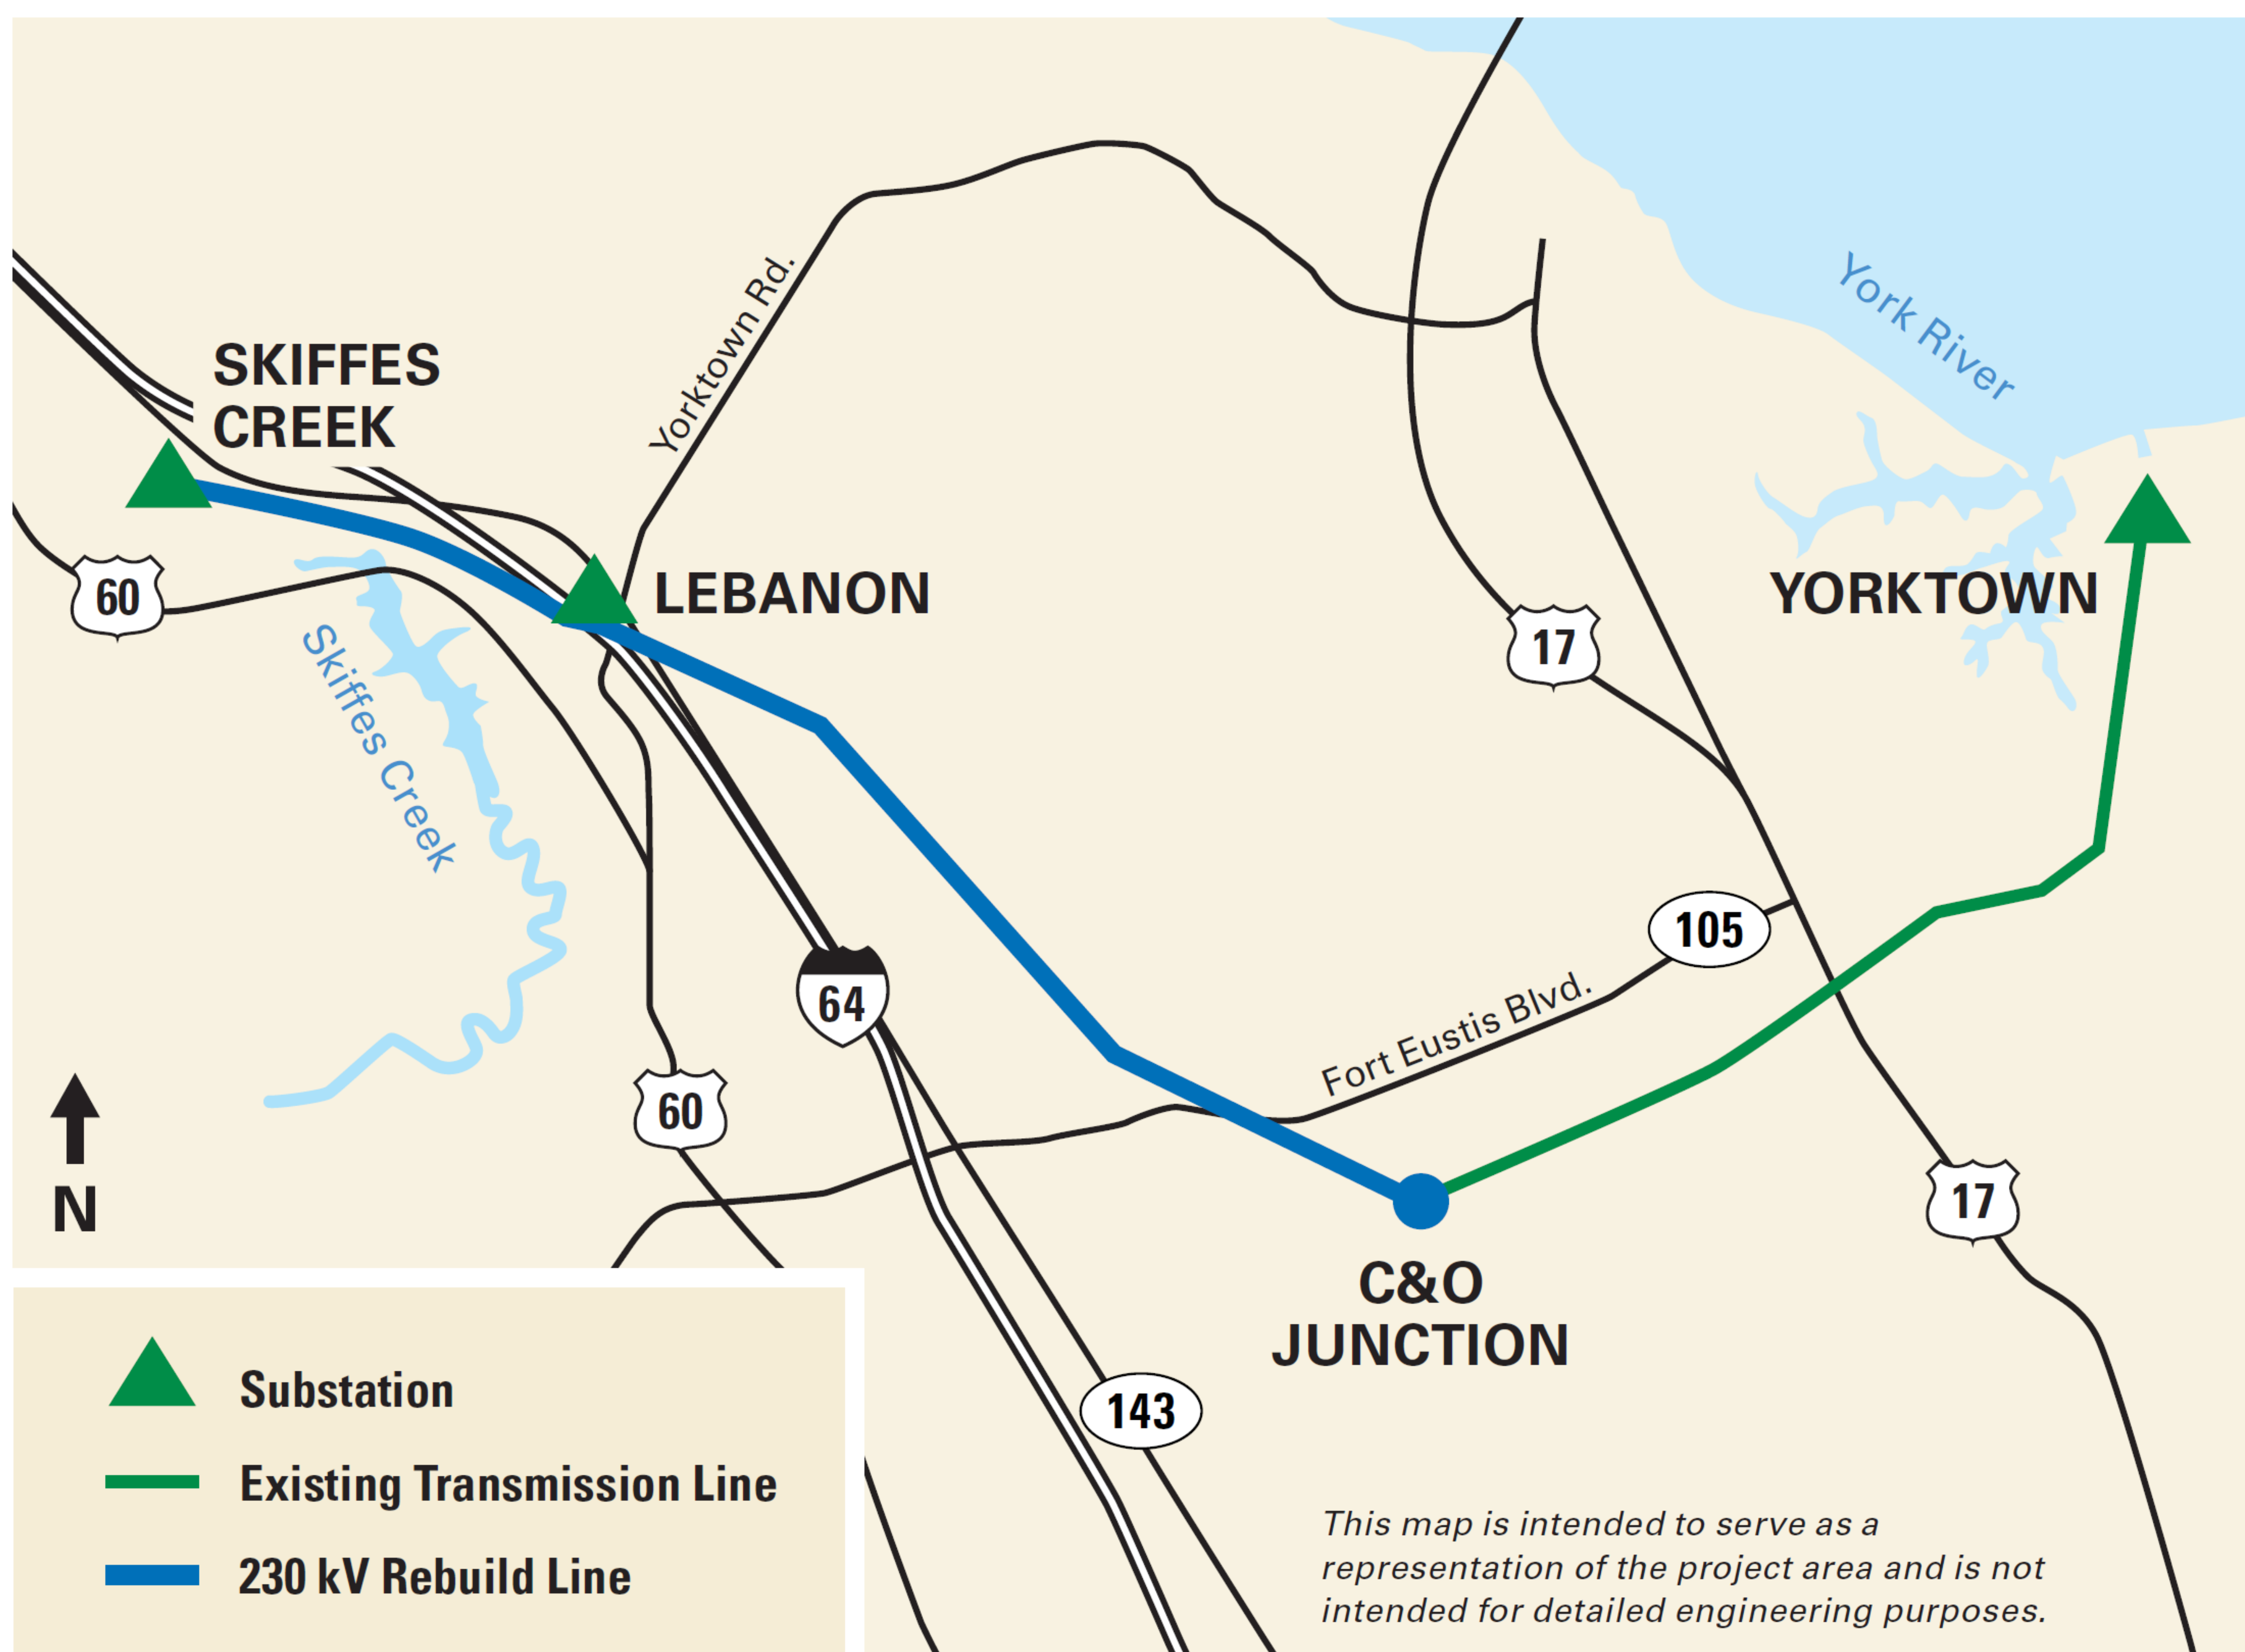 Yorktown Rd.
York River
SKIFFES
CREEK
60
LEBANON
YORKTOWN
17
Skiffes Creek
105
64
Fort Eustis Blvd.
60
N
17
C&O
JUNCTION
143
Substation
Existing Transmission Line
230 kV Rebuild Line
This map is intended to serve as a
representation of the project area and is not
intended for detailed engineering purposes.